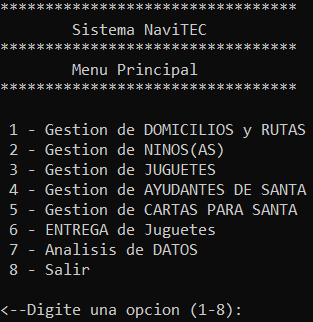 *********************************
Sistema NaviTEC
*********************************
Menu Principal
*********************************
1 - Gestion de DOMICILIOS y RUTAS
2 - Gestion de NINOS(AS)
3 - Gestion de JUGUETES
4 - Gestion de AYUDANTES DE SANTA
5 - Gestion de CARTAS PARA SANTA
6 - ENTREGA de Juguetes
7 - Analisis de DATOS
8 - Salir
<--Digite una opcion (1-8):